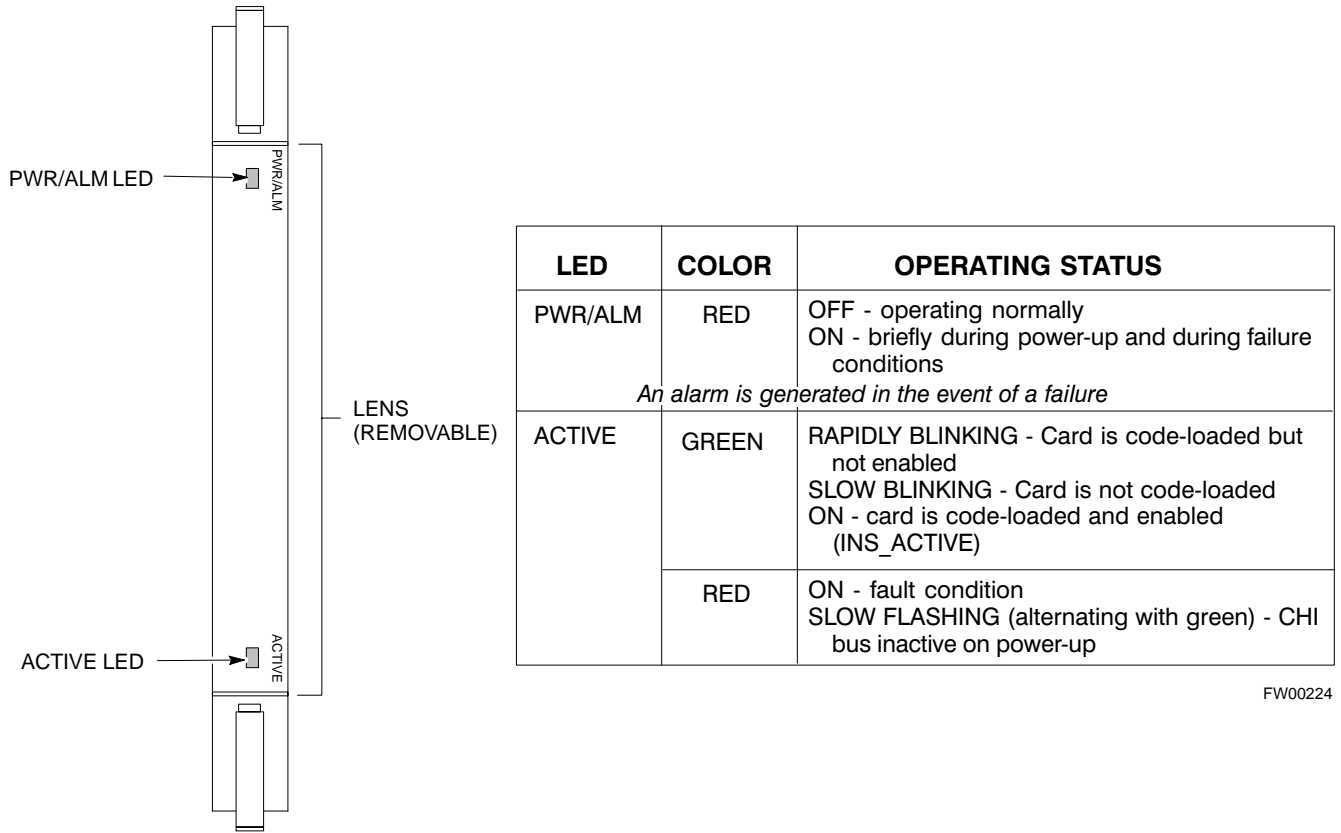 PWR/ALM LED
PWR/ALM
LENS
(REMOVABLE)
ACTIVE LED
ACTIVE
LED COLOR OPERATING STATUS
PWR/ALM RED OFF - operating normally
ON - briefly during power-up and during failure
conditions
An alarm is generated in the event of a failure
ACTIVE GREEN RAPIDLY BLINKING - Card is code-loaded but
not enabled
SLOW BLINKING - Card is not code-loaded
ON - card is code-loaded and enabled
(INS_ACTIVE)
RED ON - fault condition
SLOW FLASHING (alternating with green) - CHI
bus inactive on power-up
FW00224